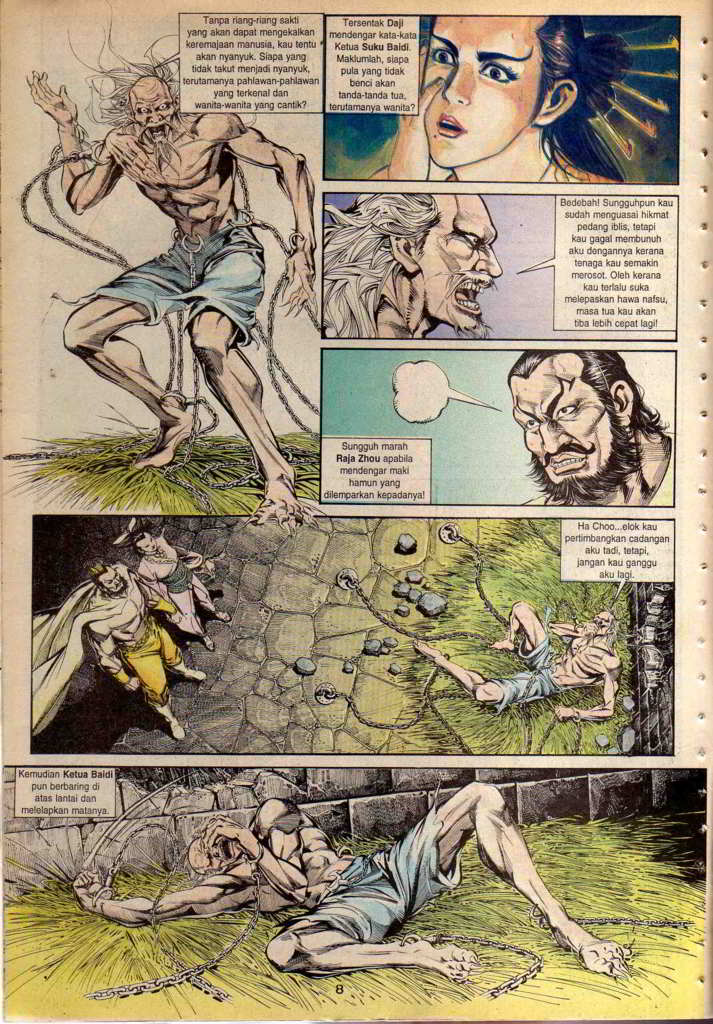 Tanpa riang-riang sakti
yang akan dapat mengekalkan
keremajaan manusia, kau tentu
akan nyanyuk. Siapa yang
tidak takut menjadi nyanyuk,
terutamanya pahlawan-pahlawan
yang terkenal dan
wanita-wanita yang cantik?
Tersentak Daji
mendengar kata-kata
Ketua Suku Baidi.
Maklumlah, siapa
pula yang tidak
benci akan
tanda-tanda tua,
terutamanya wanita?
Bedebah! Sungguhpun kau
sudah menguasai hikmat
pedang iblis, tetapi
kau gagal membunuh
aku dengannya kerana
tenaga kau semakin
merosot. Oleh kerana
kau terlalu suka
melepaskan hawa nafsu,
masa tua kau akan
tiba lebih cepat lagi!
Sungguh marah
Raja Zhou apabila
mendengar maki
hamun yang
dilemparkan kepadanya!
Ha Choo...elok kau
pertimbangkan cadangan
aku tadi, tetapi,
jangan kau ganggu
aku lagi.
Kemudian Ketua Baidi
pun berbaring di
atas lantai dan
melelapkan matanya.
8